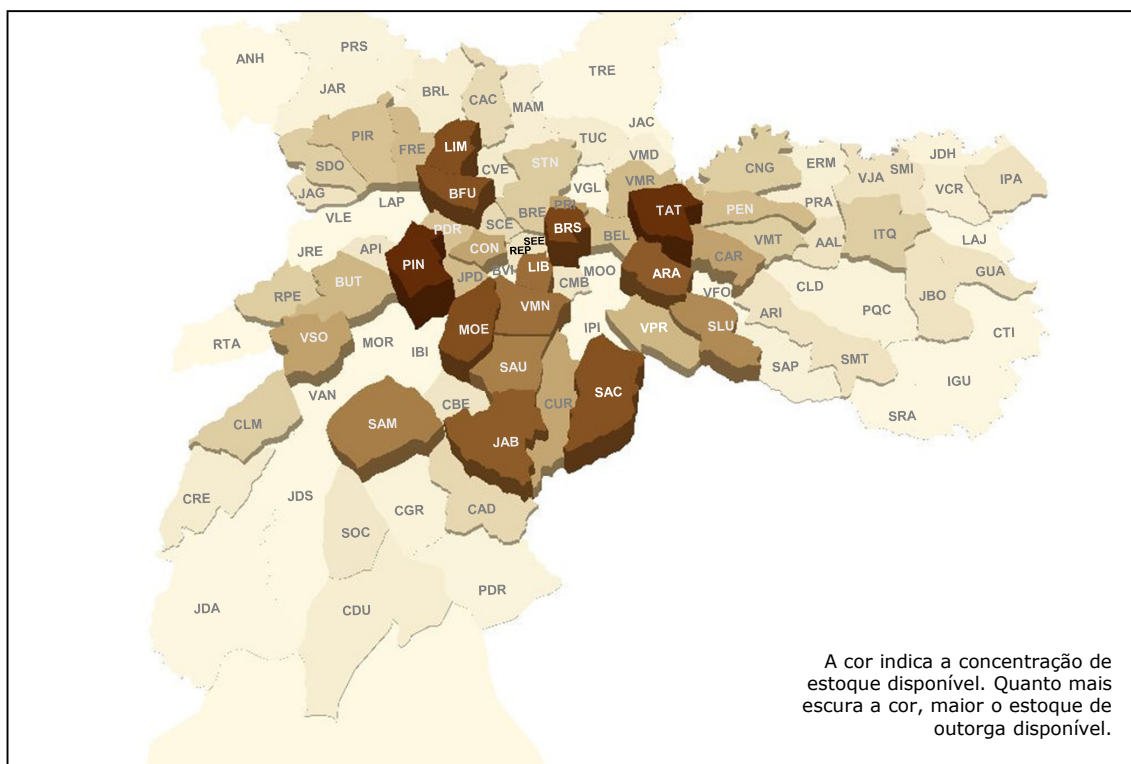 PRS
ANH
TRE
JAR
BRL
CAC
MAM
JAC
TUC
PIR
FRE
LIM
STN
VMD
SDO
CVE
CNG
ERM
JDH
SMI
VJA
IPA
JAG
BFU
VGL
VMR
VCR
LAP
PRI
TAT
PEN
PRA
VLE
BRE
PDR
SCE
BRS
BEL
VMT
ITQ
JRE
API
CON
SEE
REP
AAL
LAJ
PIN
LIB
CAR
BUT
JPD
MOO
ARA
GUA
CMB
CLD
RPE
VFO
JBO
VMN
ARI
PQC
MOE
IPI
VPR
SLU
CTI
VSO
MOR
RTA
IBI
SAU
SAP
SMT
IGU
VAN
SAC
CBE
CUR
SRA
CLM
SAM
JAB
CRE
JDS
CGR
CAD
SOC
PDR
JDA
CDU
A cor indica a concentração de
estoque disponível. Quanto mais
escura a cor, maior o estoque de
outorga disponível.